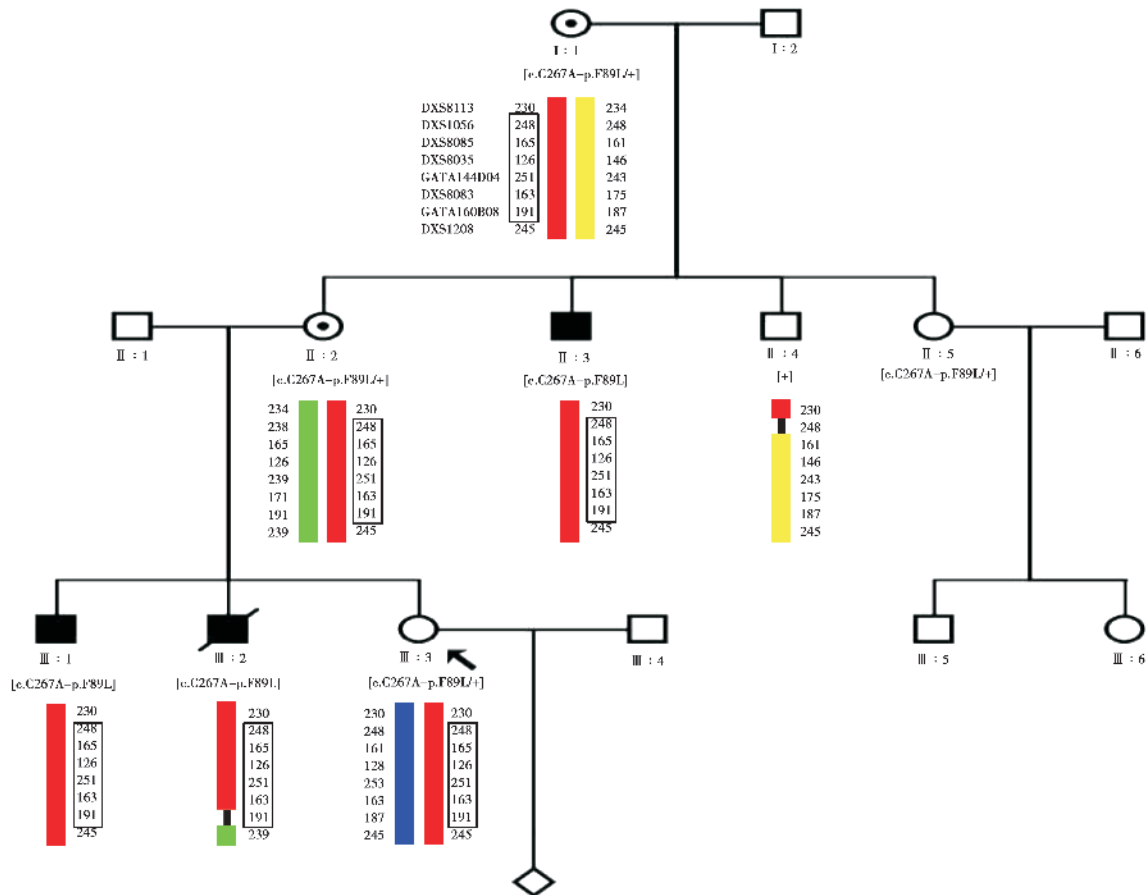 Ⅰ：1
Ⅰ：2
[c.C267A-p.F89L/+]
DXS8113 230 234
DXS1056 248 248
DXS8085 165 161
DXS8035 126 146
GATA144D04 251 243
DXS8083 163 175
GATA160B08 191 187
DXS1208 245 245
Ⅱ：1
Ⅱ：2
Ⅱ：3
Ⅱ：4
Ⅱ：5
Ⅱ：6
[c.C267A-p.F89L/+]
[c.C267A-p.F89L]
[+]
[c.C267A-p.F89L/+]
234 230 230 230
238 248 248 248
165 165 165 161
126 126 126 146
239 251 251 243
171 163 163 175
191 191 191 187
239 245 245 245
Ⅲ：1
Ⅲ：2
Ⅲ：3
Ⅲ：4
Ⅲ：5
Ⅲ：6
[c.C267A-p.F89L]
[c.C267A-p.F89L]
[c.C267A-p.F89L/+]
230 230 230 230
248 248 248 248
165 165 161 165
126 126 128 126
251 251 253 251
163 163 163 163
191 191 187 191
245 239 245 245